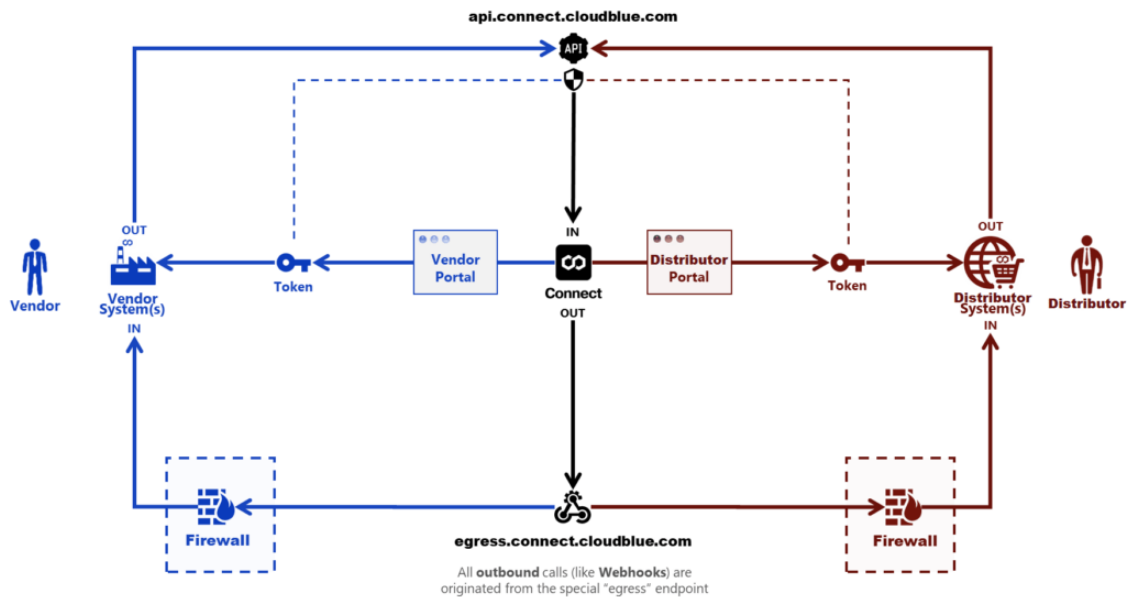 api.connect.cloudblue.com
API
OUT
IN
OUT
Vendor
Portal
Distributor
Portal
Vendor
Vendor
System(s)
Token
Connect
Token
Distributor
System(s)
Distributor
IN
OUT
IN
Firewall
Firewall
egress.connect.cloudblue.com
All outbound calls (like Webhooks) are
originated from the special "egress" endpoint